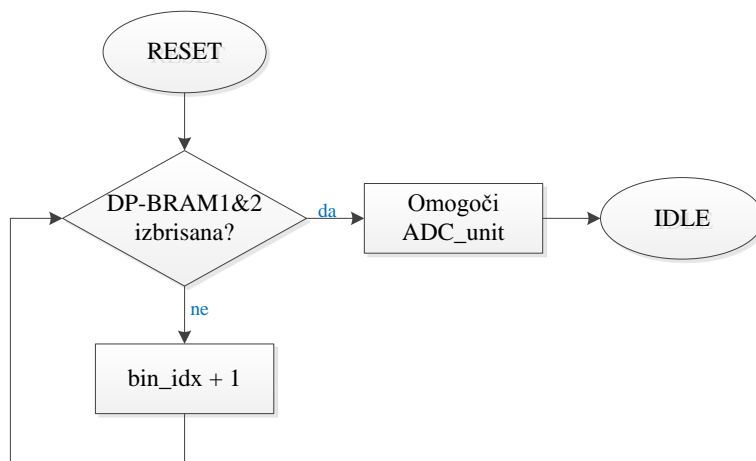 RESET
DP-BRAM1&2
izbrisana?
da
Omogoči
ADC_unit
IDLE
ne
bin_idx + 1